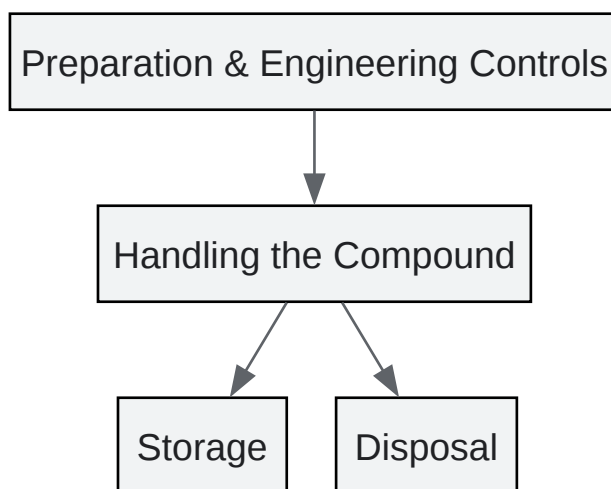 Preparation & Engineering Controls
Handling the Compound
Storage
Disposal